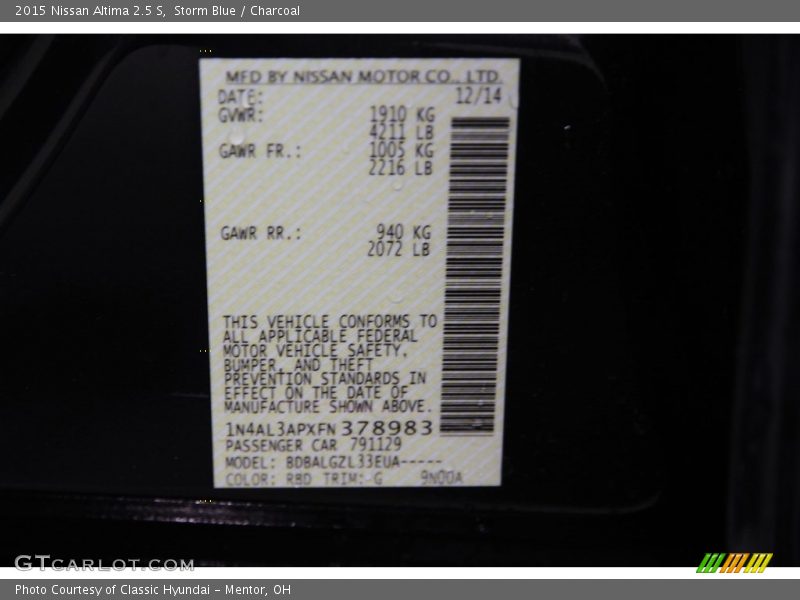 2015 Nissan Altima 2.5 S, Storm Blue / Charcoal
MFD BY NISSAN MOTOR CO., LTD.
DATE: 12/14
GVWR: 1910 KG
4211 LB
GAWR FR.: 1005 KG
2216 LB
GAWR RR.: 940 KG
2072 LB
THIS VEHICLE CONFORMS TO
ALL APPLICABLE FEDERAL
MOTOR VEHICLE SAFETY,
BUMPER, AND THEFT
PREVENTION STANDARDS IN
EFFECT ON THE DATE OF
MANUFACTURE SHOWN ABOVE.
1N4AL3APXFN378983
PASSENGER CAR 791129
MODEL: BDBALGZL33EUA-----
COLOR: RBD TRIM: G 9N00A
GTCARLOT.COM
Photo Courtesy of Classic Hyundai - Mentor, OH